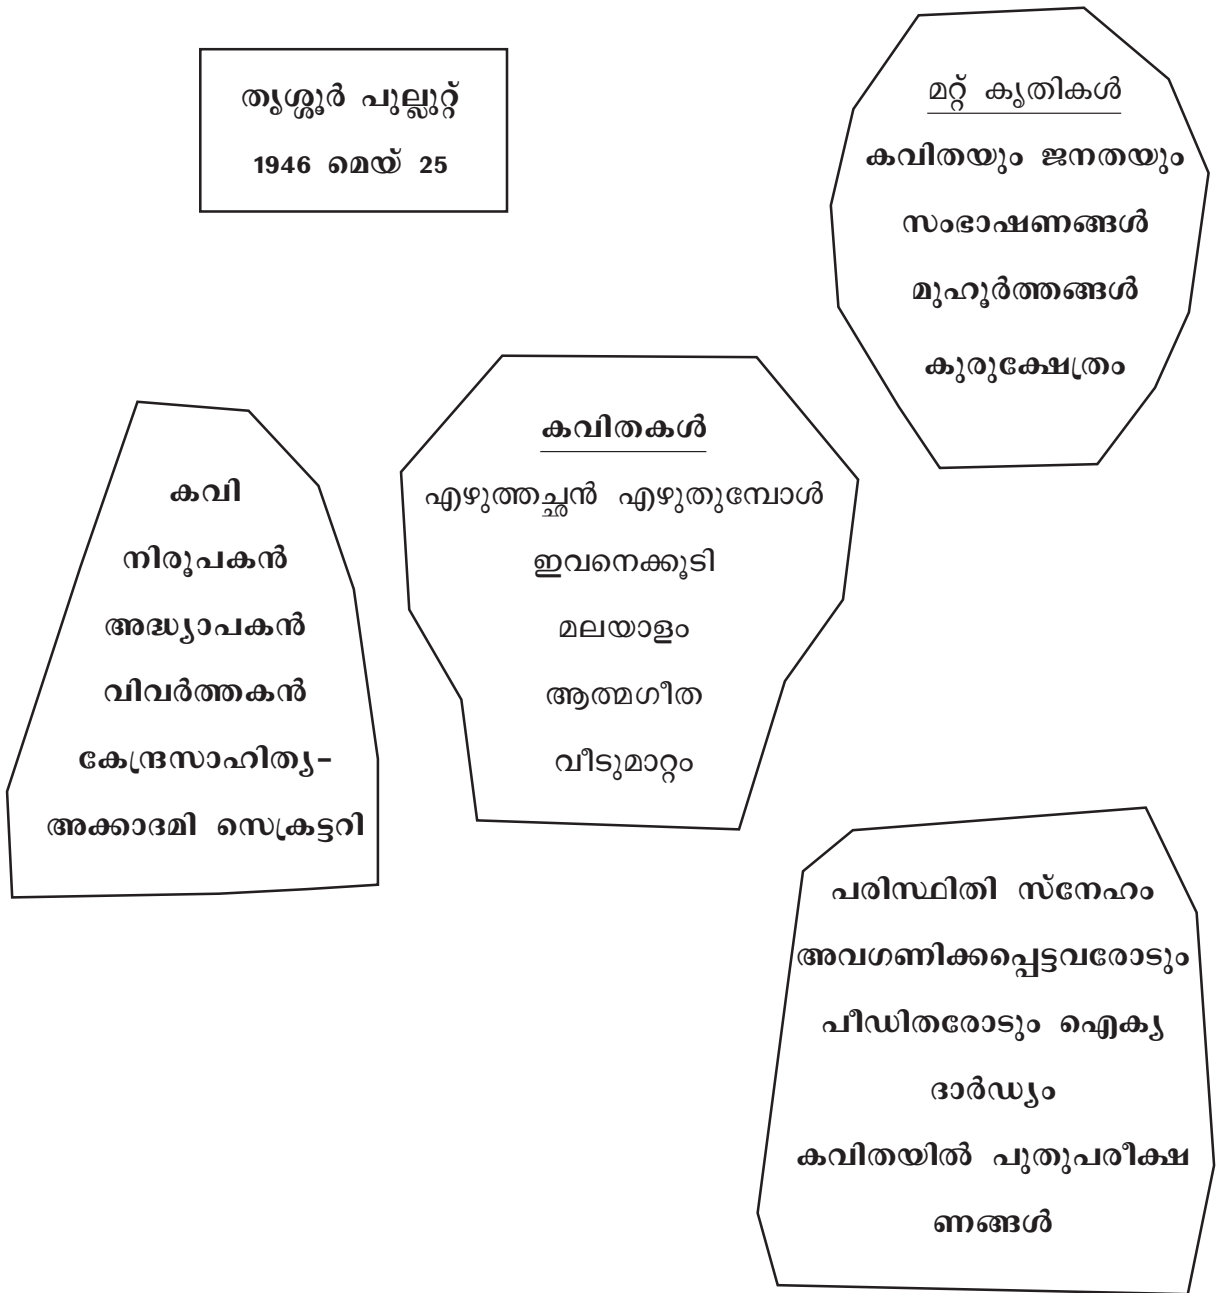 തൃശ്ശൂർ പുല്ലുറ്റ്
1946 മെയ് 25
മറ്റ് കൃതികൾ
കവിതയും ജനതയും
സംഭാഷണങ്ങൾ
മുഹൂർത്തങ്ങൾ
കുരുക്ഷേത്രം
കവിതകൾ
എഴുത്തച്ഛൻ എഴുതുമ്പോൾ
ഇവനെക്കൂടി
മലയാളം
ആത്മഗീത
വീടുമാറ്റം
കവി
നിരൂപകൻ
അദ്ധ്യാപകൻ
വിവർത്തകൻ
കേന്ദ്രസാഹിത്യ-
അക്കാദമി സെക്രട്ടറി
പരിസ്ഥിതി സ്നേഹം
അവഗണിക്കപ്പെട്ടവരോടും
പീഡിതരോടും ഐക്യ
ദാർഡ്യം
കവിതയിൽ പുതുപരീക്ഷ
ണങ്ങൾ